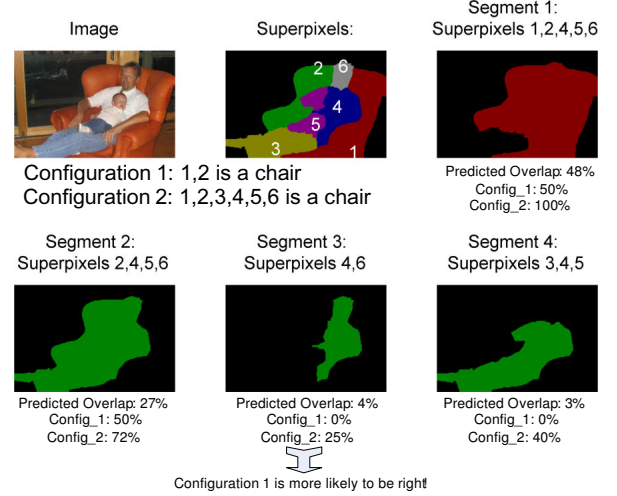 Image
Superpixels:
Segment 1:
Superpixels 1,2,4,5,6
2
6
4
5
3
1
Configuration 1: 1,2 is a chair
Configuration 2: 1,2,3,4,5,6 is a chair
Predicted Overlap: 48%
Config_1: 50%
Config_2: 100%
Segment 2:
Superpixels 2,4,5,6
Segment 3:
Superpixels 4,6
Segment 4:
Superpixels 3,4,5
Predicted Overlap: 27%
Config_1: 50%
Config_2: 72%
Predicted Overlap: 4%
Config_1: 0%
Config_2: 25%
Predicted Overlap: 3%
Config_1: 0%
Config_2: 40%
Configuration 1 is more likely to be right!